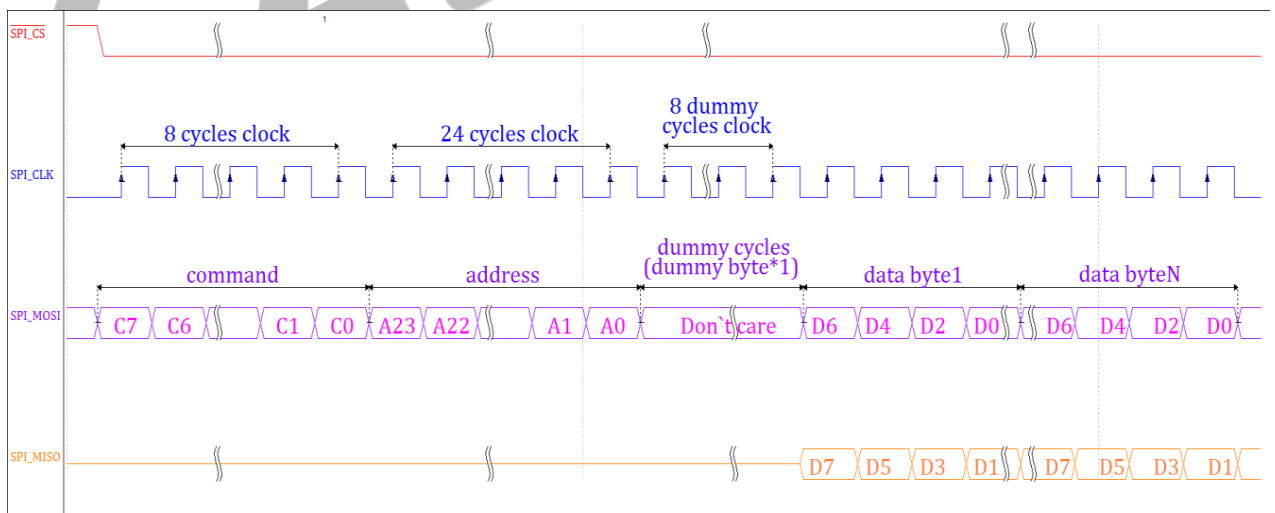 1
SPI_CS
8 dummy
cycles clock
8 cycles clock
24 cycles clock
SPI_CLK
dummy cycles
(dummy byte*1)
command
address
data byte1
data byteN
SPI_MOSI
C7 C6 C1 C0 A23 A22 A1 A0 Don`t care D6 D4 D2 D0 D6 D4 D2 D0
SPI_MISO
D7 D5 D3 D1 D7 D5 D3 D1